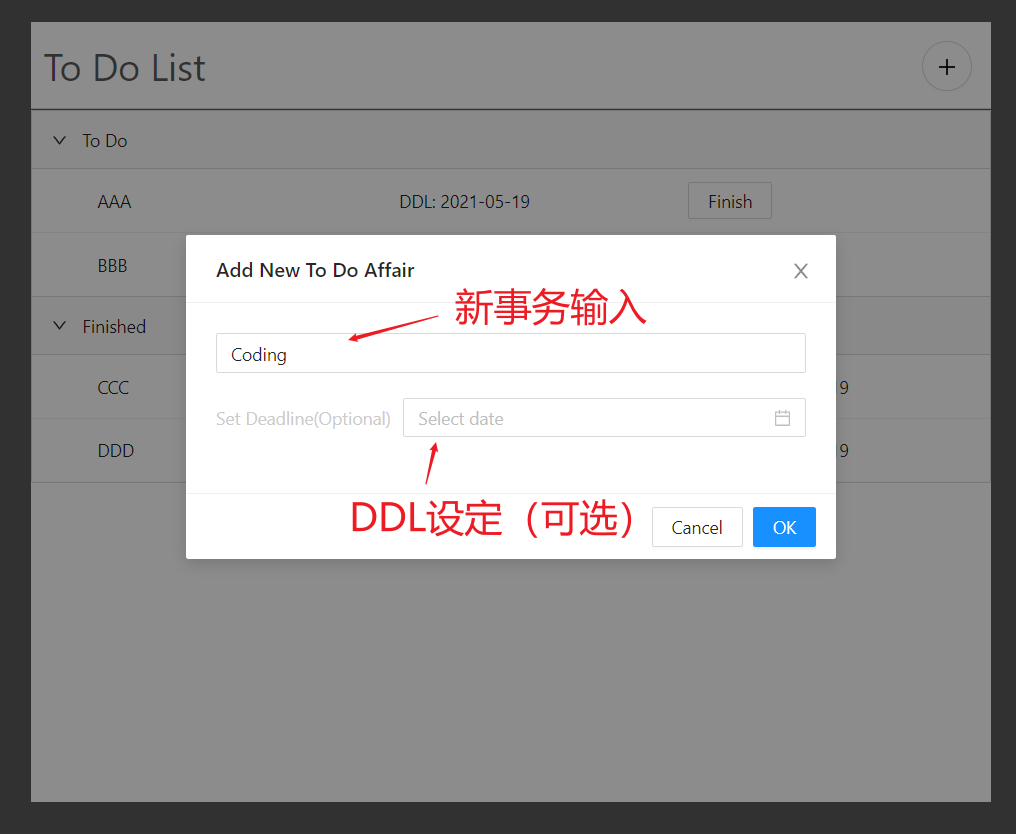 To Do List
To Do
AAA DDL: 2021-05-19 Finish
BBB
Add New To Do Affair
新事务输入
Finished
Coding
CCC 9
Set Deadline(Optional) Select date
DDD 9
DDL设定（可选）
Cancel OK